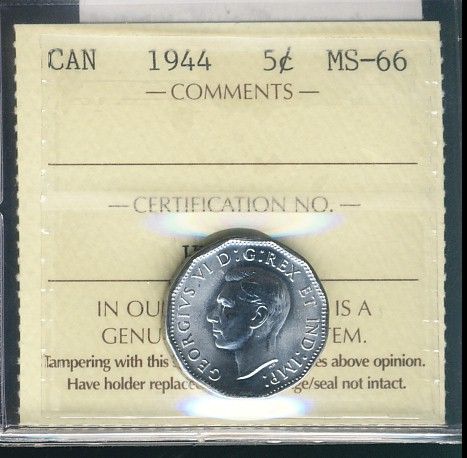 CAN 1944 5¢ MS-66
— COMMENTS —
— CERTIFICATION NO. —
GEORGIVS VI D:G:REX ET IND:IMP:
IN OU IS A
GENU EM.
Tampering with this es above opinion.
Have holder replace ge/seal not intact.